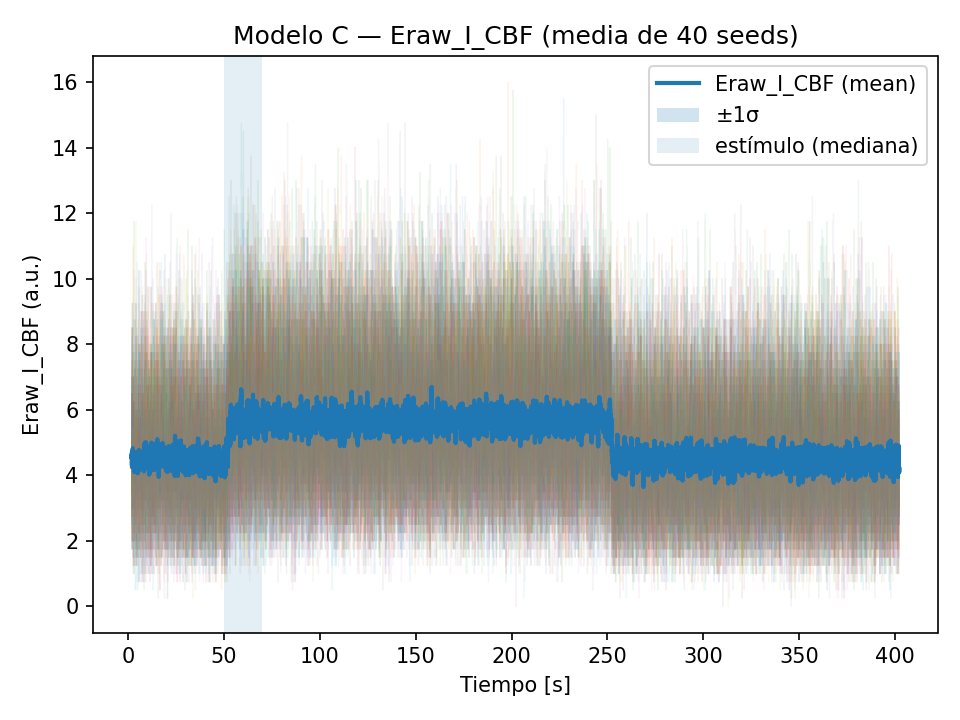 Modelo C — Eraw_I_CBF (media de 40 seeds)
Eraw_I_CBF (mean)
±1σ
estímulo (mediana)
Eraw_I_CBF (a.u.)
16
14
12
10
8
6
4
2
0
0 50 100 150 200 250 300 350 400
Tiempo [s]